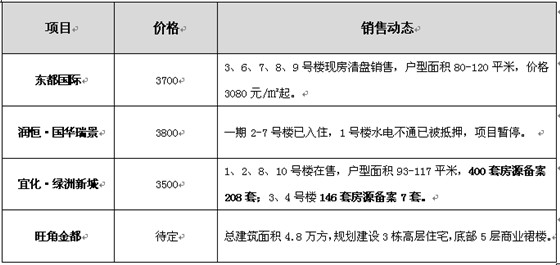 项目 价格 销售动态
东都国际 3700 3、6、7、8、9 号楼现房清盘销售，户型面积 80-120 平米，价格
3080 元/㎡起。
润恒·国华瑞景 3800 一期 2-7 号楼已入住，1 号楼水电不通已被抵押，项目暂停。
宜化·绿洲新城 3500 1、2、8、10 号楼在售，户型面积 93-117 平米，400 套房源备案
208 套；3、4 号楼 146 套房源备案 7 套。
旺角金都 待定 总建筑面积 4.8 万方，规划建设 3 栋高层住宅，底部 5 层商业裙楼。